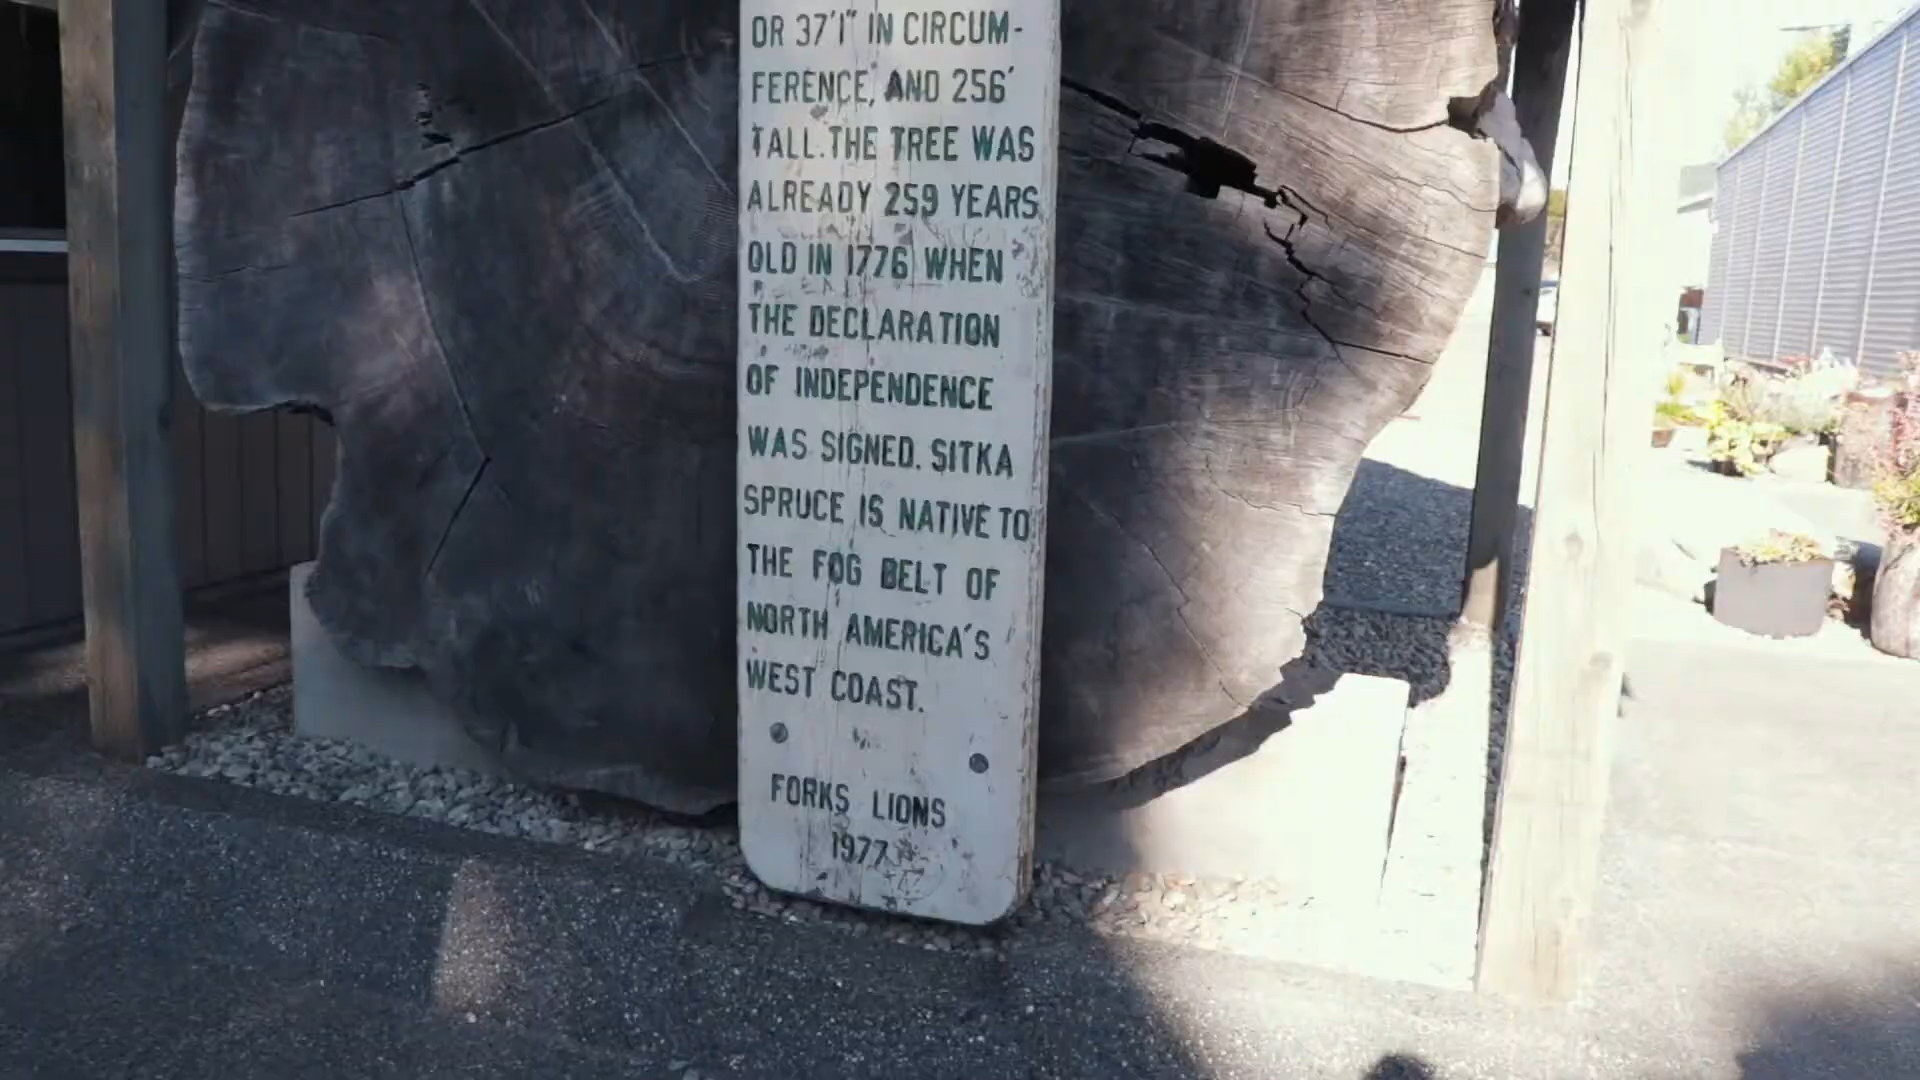 OR 37'1" IN CIRCUM-
FERENCE, AND 256'
TALL. THE TREE WAS
ALREADY 259 YEARS
OLD IN 1776 WHEN
THE DECLARATION
OF INDEPENDENCE
WAS SIGNED. SITKA
SPRUCE IS NATIVE TO
THE FOG BELT OF
NORTH AMERICA'S
WEST COAST.
FORKS LIONS
1977